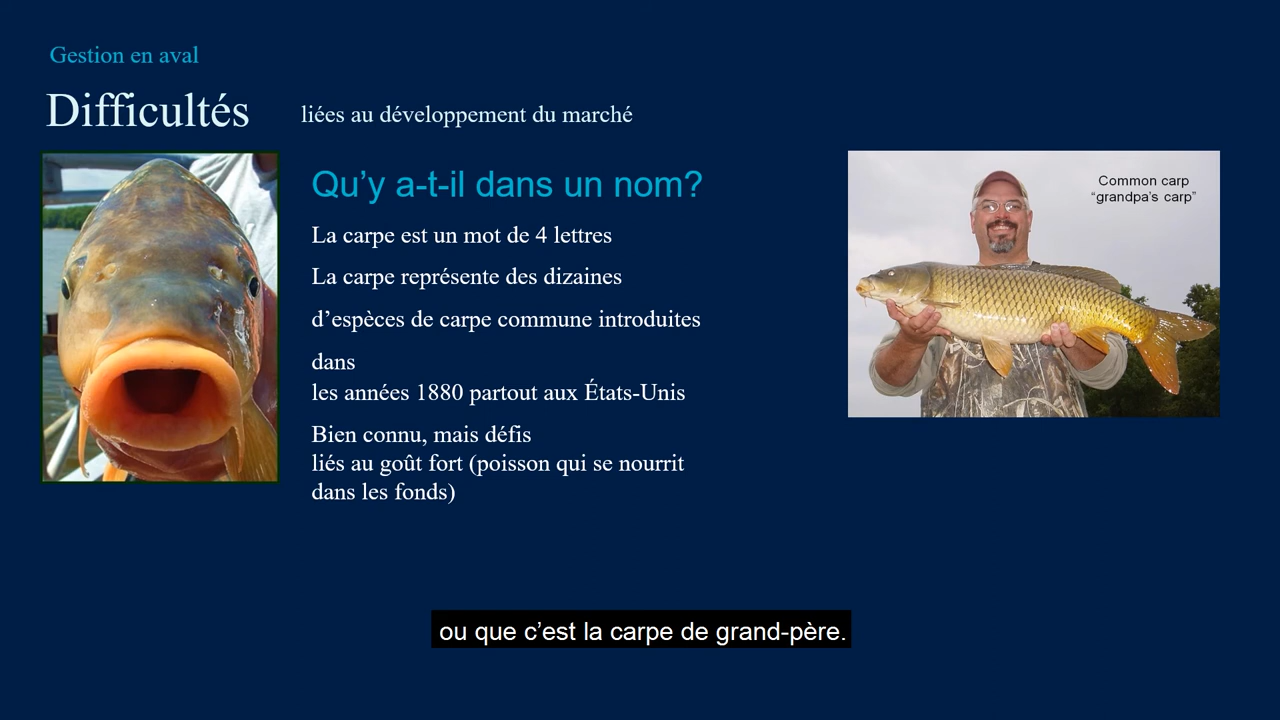 Gestion en aval
Difficultés
liées au développement du marché
Qu’y a-t-il dans un nom?
La carpe est un mot de 4 lettres
La carpe représente des dizaines
d’espèces de carpe commune introduites
dans
les années 1880 partout aux États-Unis
Bien connu, mais défis
liés au goût fort (poisson qui se nourrit
dans les fonds)
Common carp
“grandpa’s carp”
ou que c’est la carpe de grand-père.